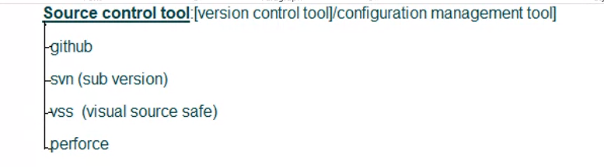 Source control tool:[version control tool]/configuration management tool]
github
svn (sub version)
vss (visual source safe)
perforce